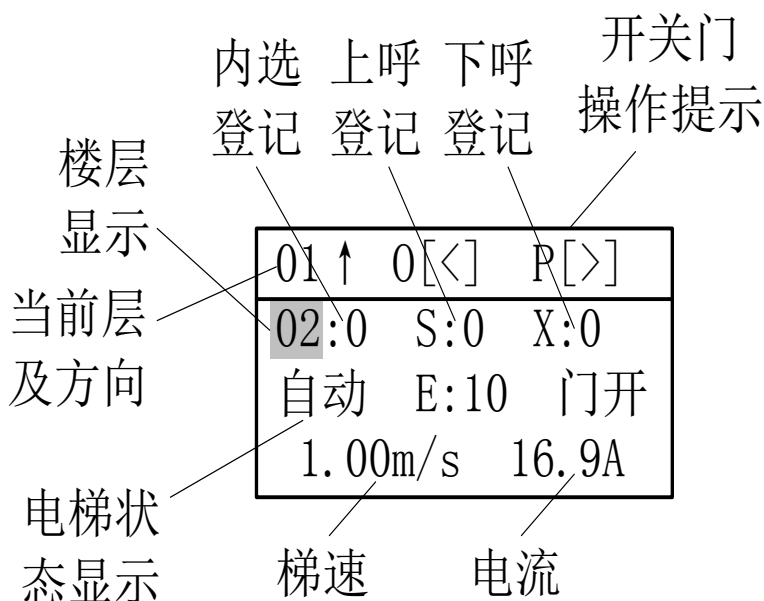 内选 上呼 下呼 开关门
登记 登记 登记 操作提示
楼层
显示
当前层
及方向
01↑ O[<] P[>]
02:0 S:0 X:0
自动 E:10 门开
1.00m/s 16.9A
电梯状
态显示
梯速 电流